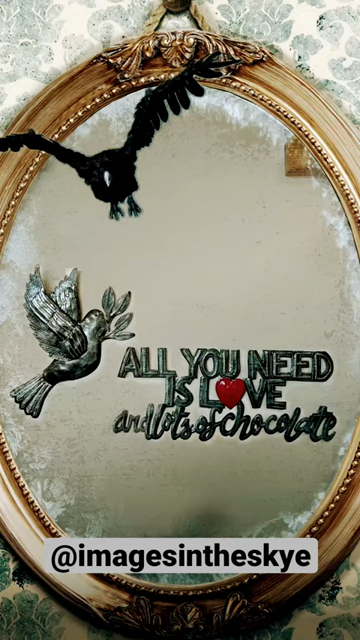 ALL YOU NEED
IS LOVE
and lots of chocolate
@imagesintheskye